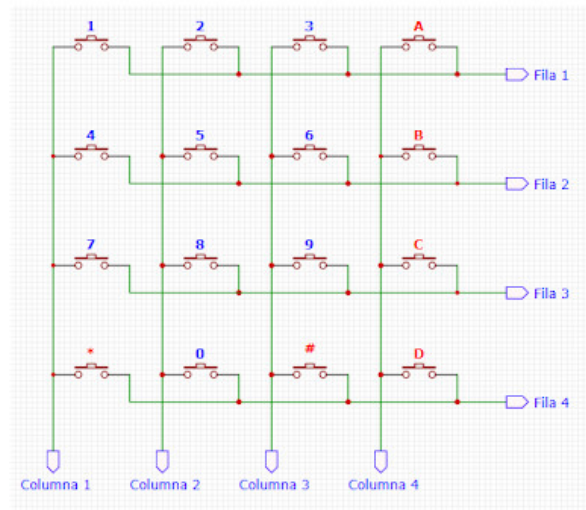 1 2 3 A
Fila 1
4 5 6 B
Fila 2
7 8 9 C
Fila 3
* 0 # D
Fila 4
Columna 1 Columna 2 Columna 3 Columna 4